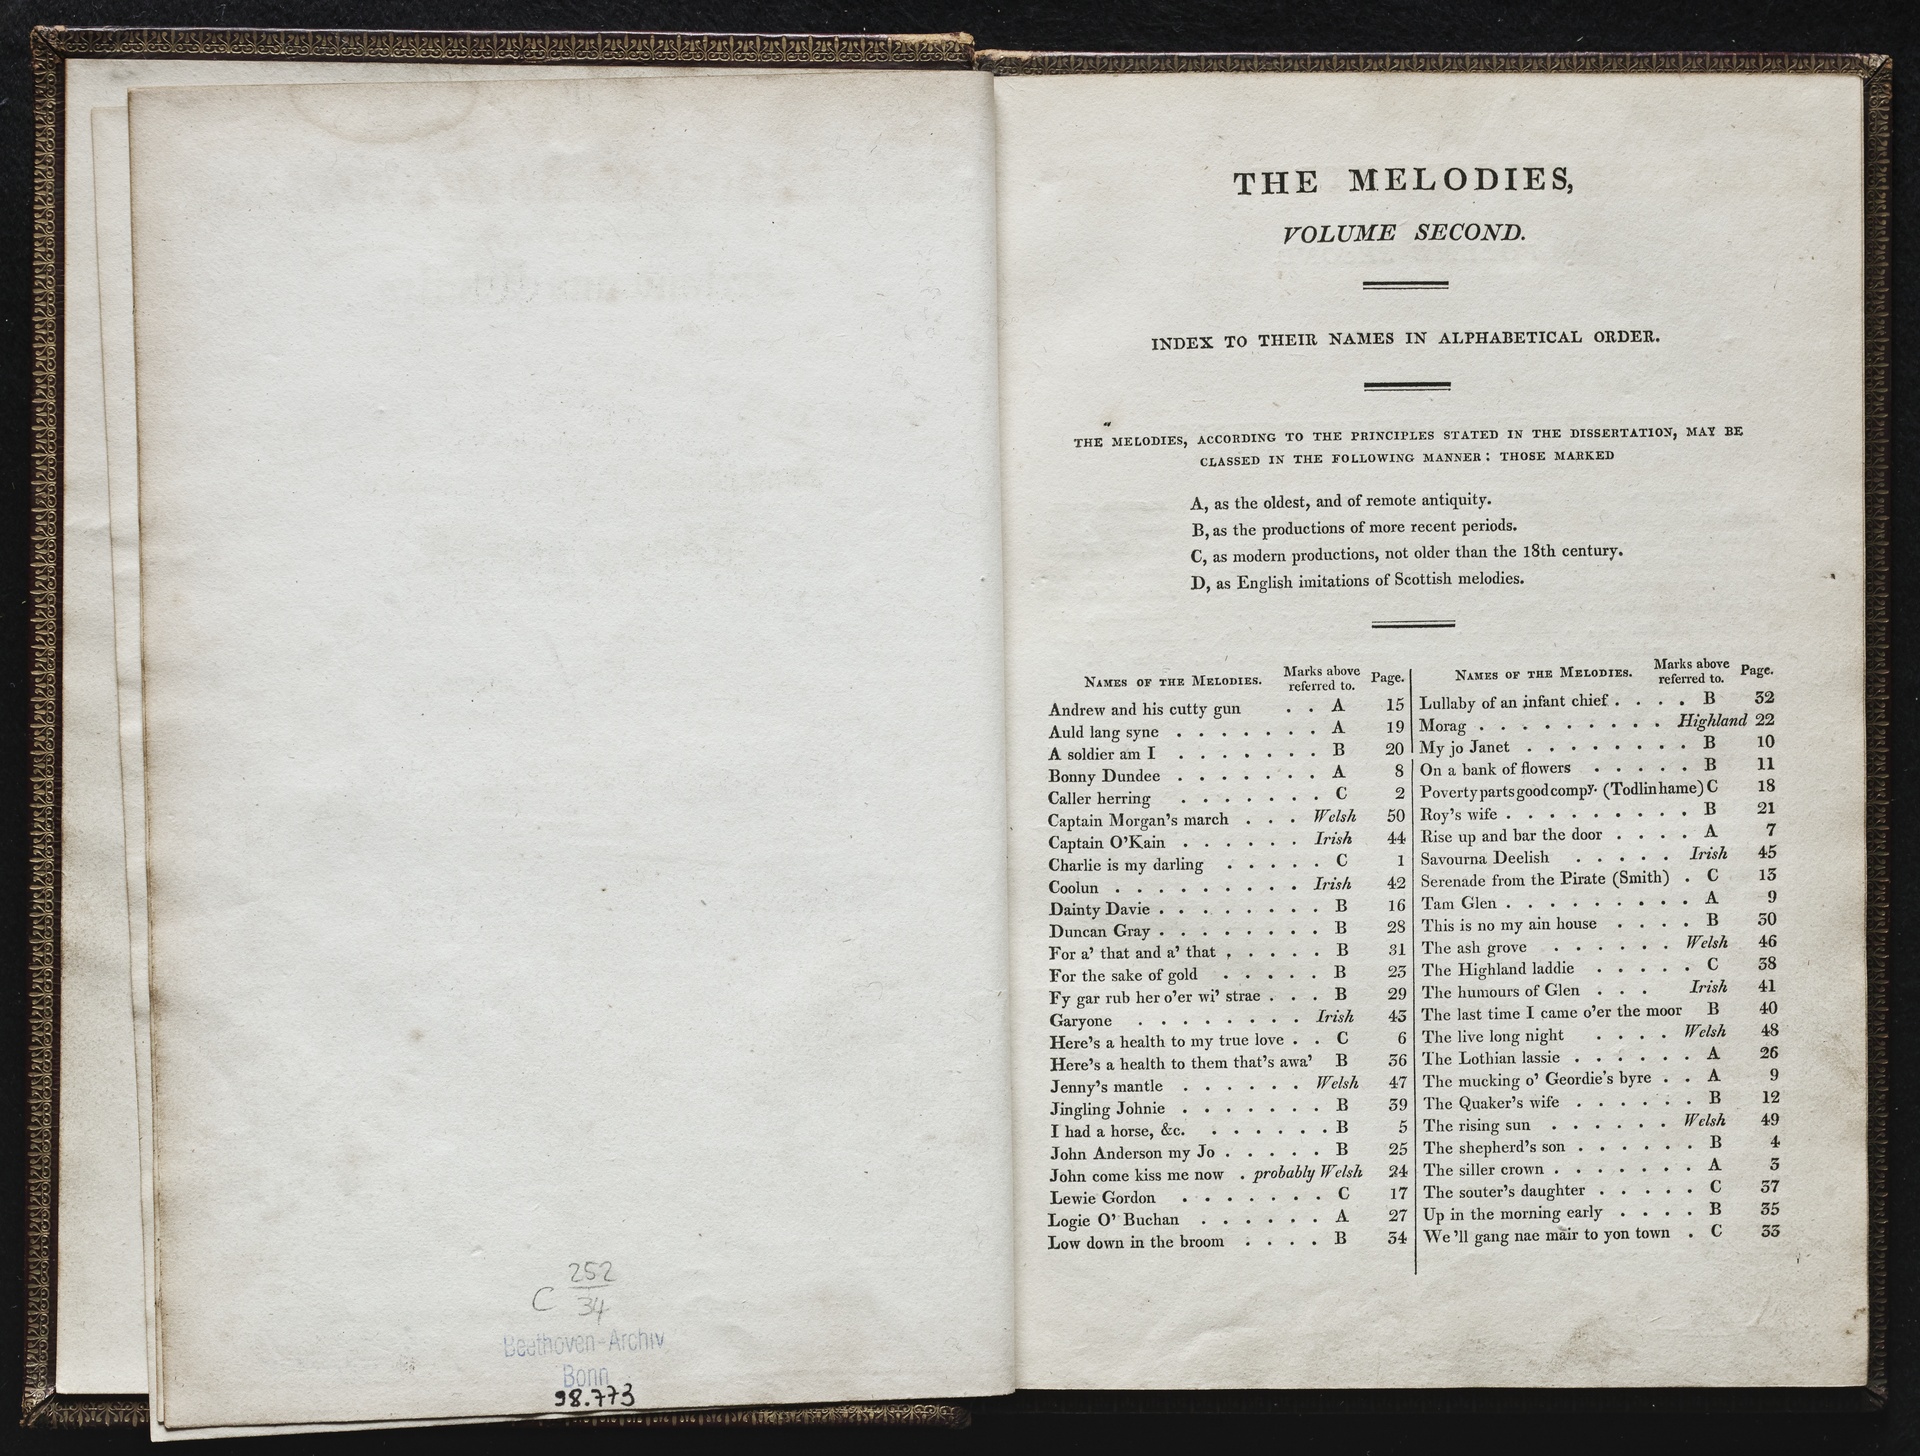 C 252
34
Beethoven-Archiv
Bonn
98.773
THE MELODIES,
VOLUME SECOND.
INDEX TO THEIR NAMES IN ALPHABETICAL ORDER.
THE MELODIES, ACCORDING TO THE PRINCIPLES STATED IN THE DISSERTATION, MAY BE
CLASSED IN THE FOLLOWING MANNER: THOSE MARKED
A, as the oldest, and of remote antiquity.
B, as the productions of more recent periods.
C, as modern productions, not older than the 18th century.
D, as English imitations of Scottish melodies.
NAMES OF THE MELODIES. Marks above referred to. Page.
Andrew and his cutty gun . . A 15
Auld lang syne . . . . . . . A 19
A soldier am I . . . . . . . B 20
Bonny Dundee . . . . . . . A 8
Caller herring . . . . . . . C 2
Captain Morgan's march . . . Welsh 50
Captain O'Kain . . . . . . Irish 44
Charlie is my darling . . . . . C 1
Coolun . . . . . . . . . Irish 42
Dainty Davie . . . . . . . . B 16
Duncan Gray . . . . . . . . B 28
For a' that and a' that . . . . . B 31
For the sake of gold . . . . . B 23
Fy gar rub her o'er wi' strae . . . B 29
Garyone . . . . . . . . Irish 43
Here's a health to my true love . . C 6
Here's a health to them that's awa' B 36
Jenny's mantle . . . . . . Welsh 47
Jingling Johnie . . . . . . . B 39
I had a horse, &c. . . . . . . B 5
John Anderson my Jo . . . . . B 25
John come kiss me now . probably Welsh 24
Lewie Gordon . . . . . . . C 17
Logie O' Buchan . . . . . . A 27
Low down in the broom . . . . B 34
NAMES OF THE MELODIES. Marks above referred to. Page.
Lullaby of an infant chief . . . . B 32
Morag . . . . . . . . . Highland 22
My jo Janet . . . . . . . . B 10
On a bank of flowers . . . . . B 11
Poverty parts good compy. (Todlin hame) C 18
Roy's wife . . . . . . . . . B 21
Rise up and bar the door . . . . A 7
Savourna Deelish . . . . . Irish 45
Serenade from the Pirate (Smith) . C 13
Tam Glen . . . . . . . . . A 9
This is no my ain house . . . . B 30
The ash grove . . . . . . Welsh 46
The Highland laddie . . . . . C 38
The humours of Glen . . . Irish 41
The last time I came o'er the moor B 40
The live long night . . . . Welsh 48
The Lothian lassie . . . . . . A 26
The mucking o' Geordie's byre . . A 9
The Quaker's wife . . . . . . B 12
The rising sun . . . . . . Welsh 49
The shepherd's son . . . . . . B 4
The siller crown . . . . . . . A 3
The souter's daughter . . . . . C 37
Up in the morning early . . . . B 35
We'll gang nae mair to yon town . C 33